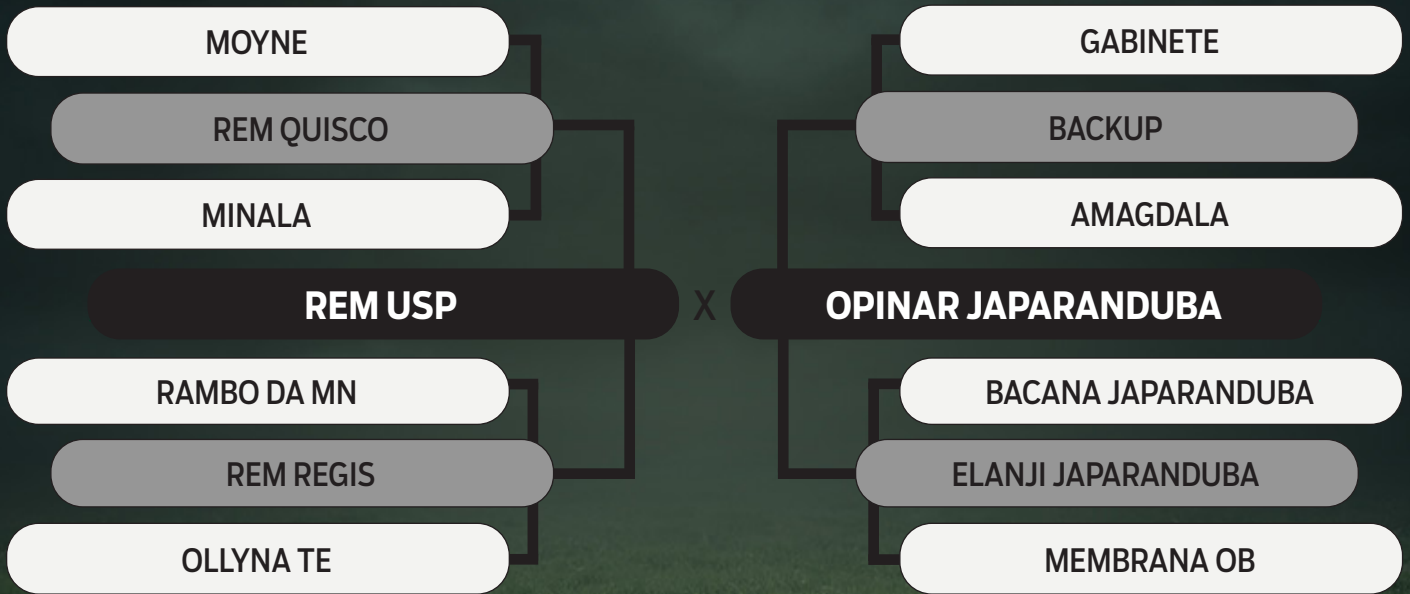 MOYNE
REM QUISCO
MINALA
REM USP
RAMBO DA MN
REM REGIS
OLLYNA TE
X
GABINETE
BACKUP
AMAGDALA
OPINAR JAPARANDUBA
BACANA JAPARANDUBA
ELANJI JAPARANDUBA
MEMBRANA OB